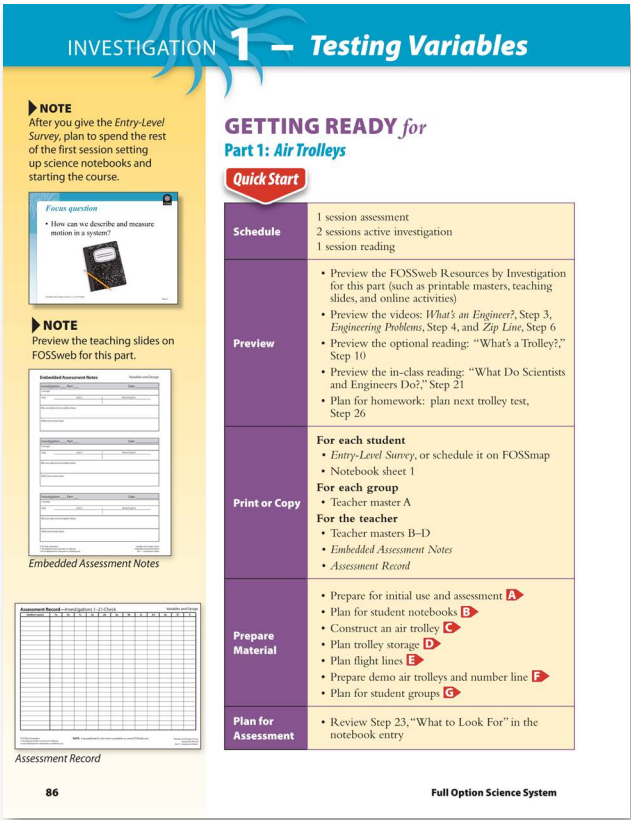 INVESTIGATION 1 – Testing Variables
NOTE
After you give the Entry-Level
Survey, plan to spend the rest
of the first session setting
up science notebooks and
starting the course.
Focus question
• How can we describe and measure
motion in a system?
NOTE
Preview the teaching slides on
FOSSweb for this part.
Embedded Assessment Notes
Embedded Assessment Notes
Assessment Record—Investigations 1–2 I-Check
Assessment Record
GETTING READY for
Part 1: Air Trolleys
Quick Start
Schedule
1 session assessment
2 sessions active investigation
1 session reading
Preview
• Preview the FOSSweb Resources by Investigation
for this part (such as printable masters, teaching
slides, and online activities)
• Preview the videos: What's an Engineer?, Step 3,
Engineering Problems, Step 4, and Zip Line, Step 6
• Preview the optional reading: “What's a Trolley?,”
Step 10
• Preview the in-class reading: “What Do Scientists
and Engineers Do?,” Step 21
• Plan for homework: plan next trolley test,
Step 26
Print or Copy
For each student
• Entry-Level Survey, or schedule it on FOSSmap
• Notebook sheet 1
For each group
• Teacher master A
For the teacher
• Teacher masters B–D
• Embedded Assessment Notes
• Assessment Record
Prepare
Material
• Prepare for initial use and assessment A
• Plan for student notebooks B
• Construct an air trolley C
• Plan trolley storage D
• Plan flight lines E
• Prepare demo air trolleys and number line F
• Plan for student groups G
Plan for
Assessment
• Review Step 23, “What to Look For” in the
notebook entry
86
Full Option Science System